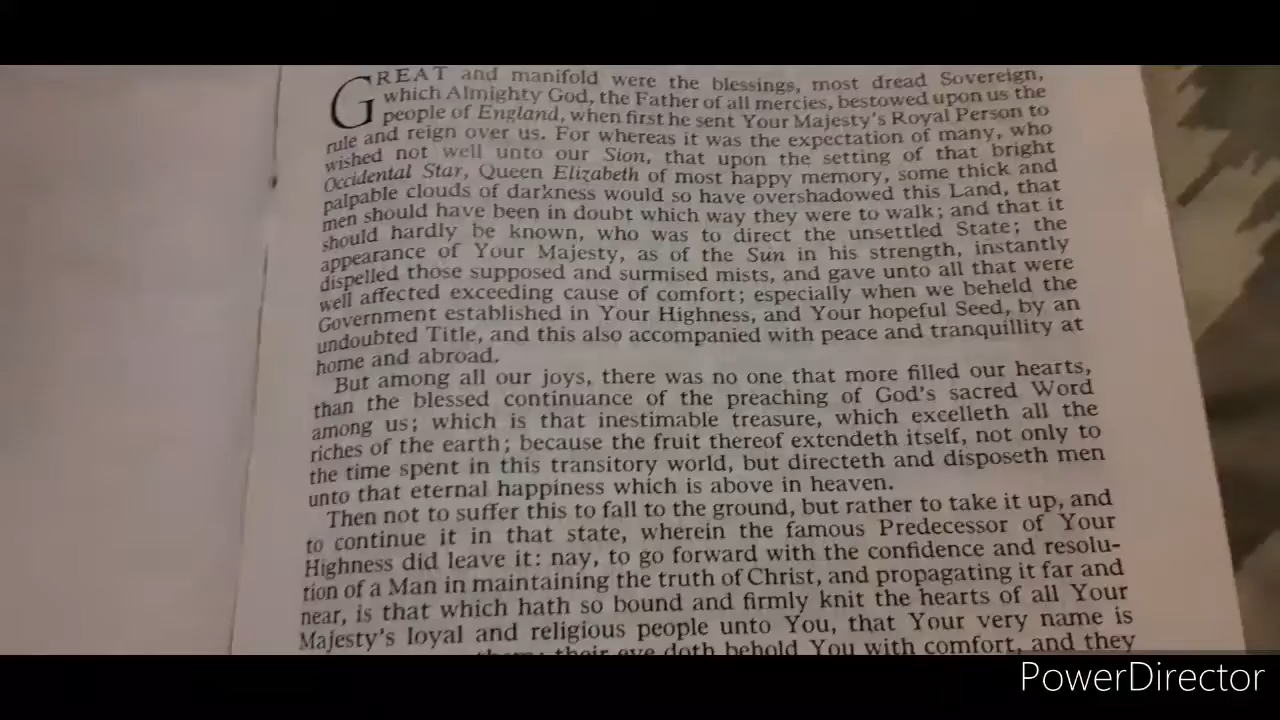 GREAT and manifold were the blessings, most dread Sovereign,
which Almighty God, the Father of all mercies, bestowed upon us the
people of England, when first he sent Your Majesty's Royal Person to
rule and reign over us. For whereas it was the expectation of many, who
wished not well unto our Sion, that upon the setting of that bright
Occidental Star, Queen Elizabeth of most happy memory, some thick and
palpable clouds of darkness would so have overshadowed this Land, that
men should have been in doubt which way they were to walk; and that it
should hardly be known, who was to direct the unsettled State; the
appearance of Your Majesty, as of the Sun in his strength, instantly
dispelled those supposed and surmised mists, and gave unto all that were
well affected exceeding cause of comfort; especially when we beheld the
Government established in Your Highness, and Your hopeful Seed, by an
undoubted Title, and this also accompanied with peace and tranquillity at
home and abroad.
But among all our joys, there was no one that more filled our hearts,
than the blessed continuance of the preaching of God's sacred Word
among us; which is that inestimable treasure, which excelleth all the
riches of the earth; because the fruit thereof extendeth itself, not only to
the time spent in this transitory world, but directeth and disposeth men
unto that eternal happiness which is above in heaven.
Then not to suffer this to fall to the ground, but rather to take it up, and
to continue it in that state, wherein the famous Predecessor of Your
Highness did leave it: nay, to go forward with the confidence and resolu-
tion of a Man in maintaining the truth of Christ, and propagating it far and
near, is that which hath so bound and firmly knit the hearts of all Your
Majesty's loyal and religious people unto You, that Your very name is
their eye doth behold You with comfort, and they
PowerDirector